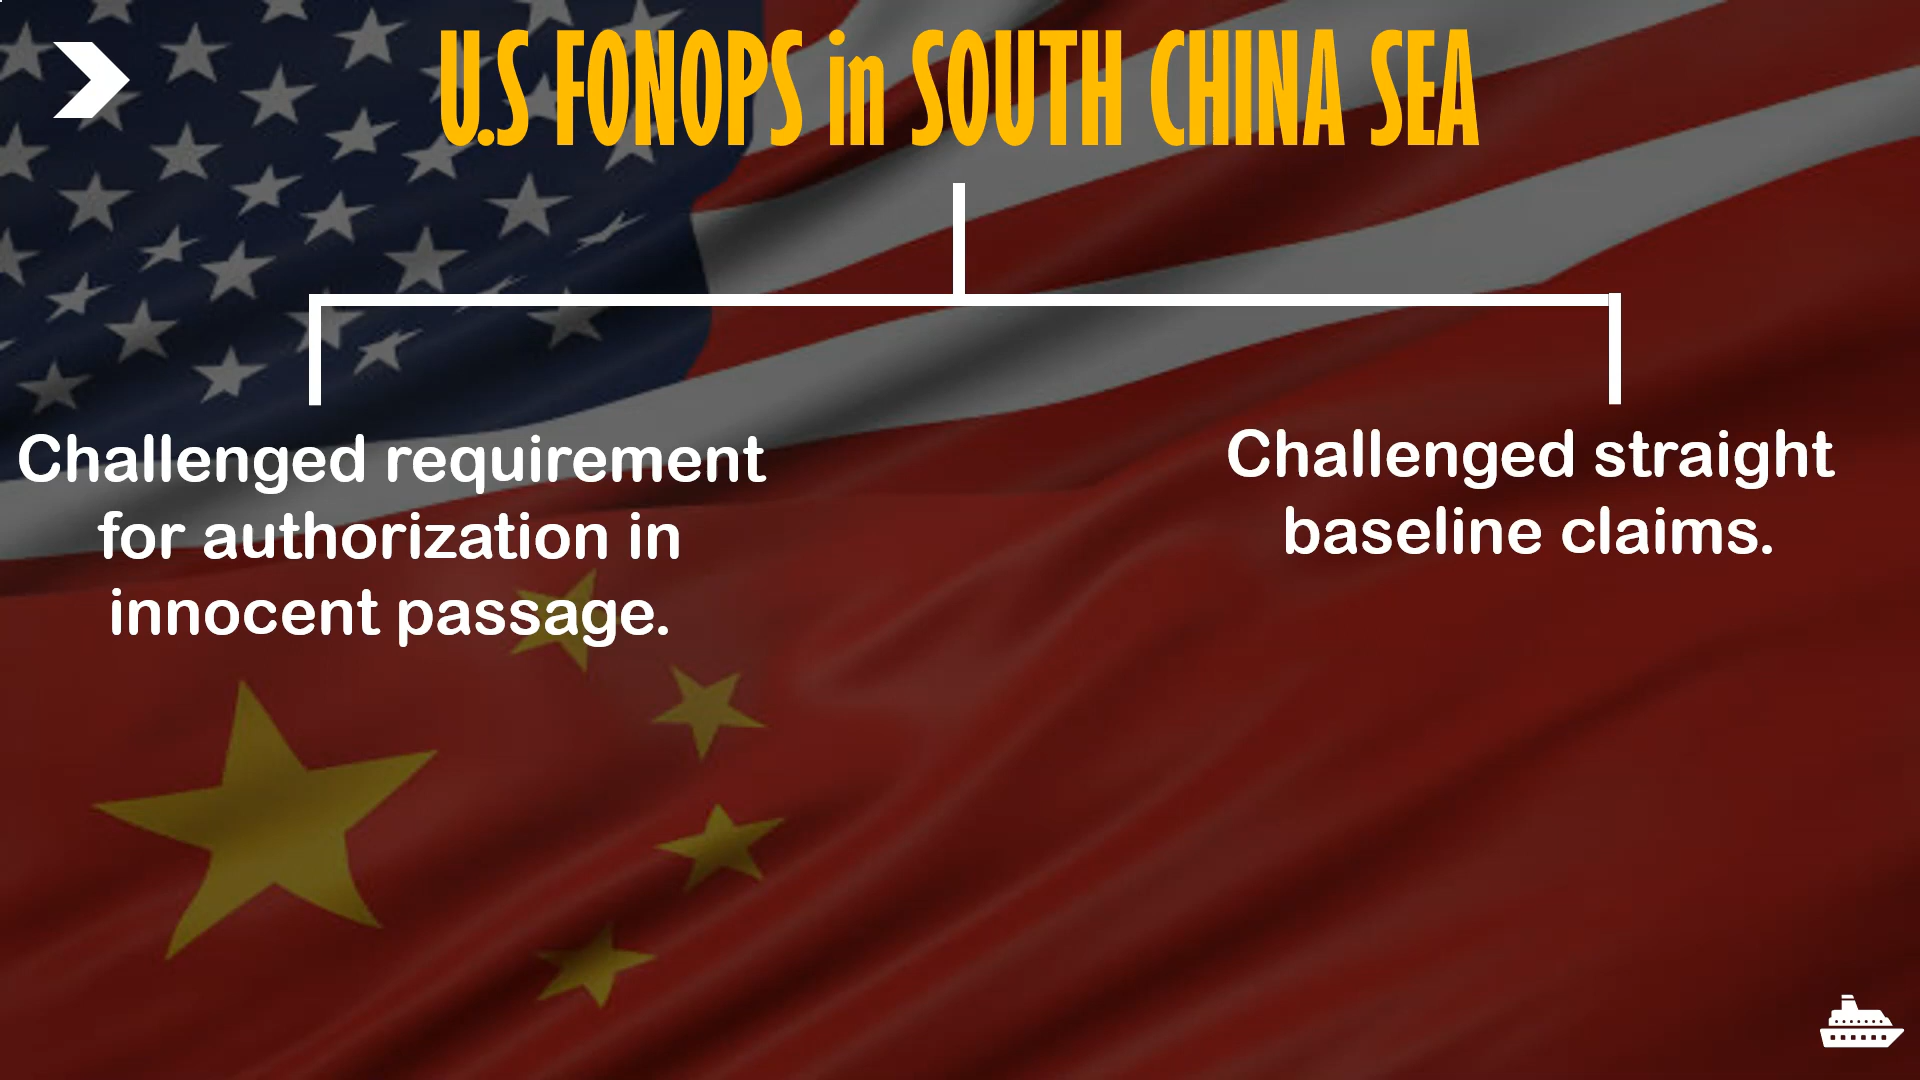 U.S FONOPS in SOUTH CHINA SEA
Challenged requirement
for authorization in
innocent passage.
Challenged straight
baseline claims.